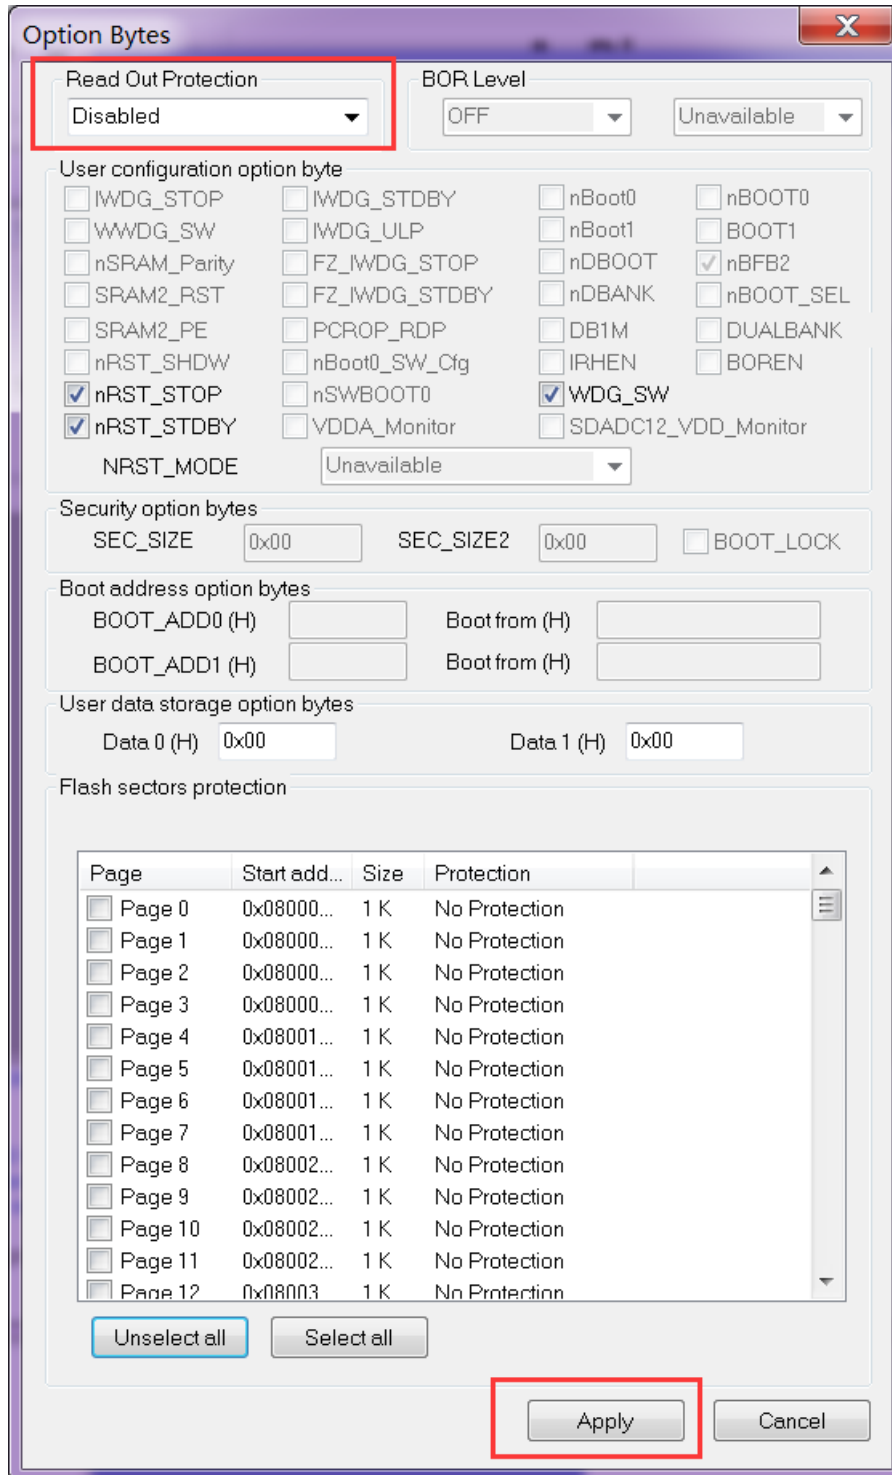 Option Bytes
Read Out Protection BOR Level
Disabled OFF Unavailable
User configuration option byte
IWDG_STOP IWDG_STDBY nBoot0 nBOOT0
WWDG_SW IWDG_ULP nBoot1 BOOT1
nSRAM_Parity FZ_IWDG_STOP nDBOOT nBFB2
SRAM2_RST FZ_IWDG_STDBY nDBANK nBOOT_SEL
SRAM2_PE PCROP_RDP DB1M DUALBANK
nRST_SHDW nBoot0_SW_Cfg IRHEN BOREN
nRST_STOP nSWBOOT0 WDG_SW
nRST_STDBY VDDA_Monitor SDADC12_VDD_Monitor
NRST_MODE Unavailable
Security option bytes
SEC_SIZE 0x00 SEC_SIZE2 0x00 BOOT_LOCK
Boot address option bytes
BOOT_ADD0 (H) Boot from (H)
BOOT_ADD1 (H) Boot from (H)
User data storage option bytes
Data 0 (H) 0x00 Data 1 (H) 0x00
Flash sectors protection
Page Start add... Size Protection
Page 0 0x08000... 1 K No Protection
Page 1 0x08000... 1 K No Protection
Page 2 0x08000... 1 K No Protection
Page 3 0x08000... 1 K No Protection
Page 4 0x08001... 1 K No Protection
Page 5 0x08001... 1 K No Protection
Page 6 0x08001... 1 K No Protection
Page 7 0x08001... 1 K No Protection
Page 8 0x08002... 1 K No Protection
Page 9 0x08002... 1 K No Protection
Page 10 0x08002... 1 K No Protection
Page 11 0x08002... 1 K No Protection
Page 12 0x08003 1 K No Protection
Unselect all Select all
Apply Cancel